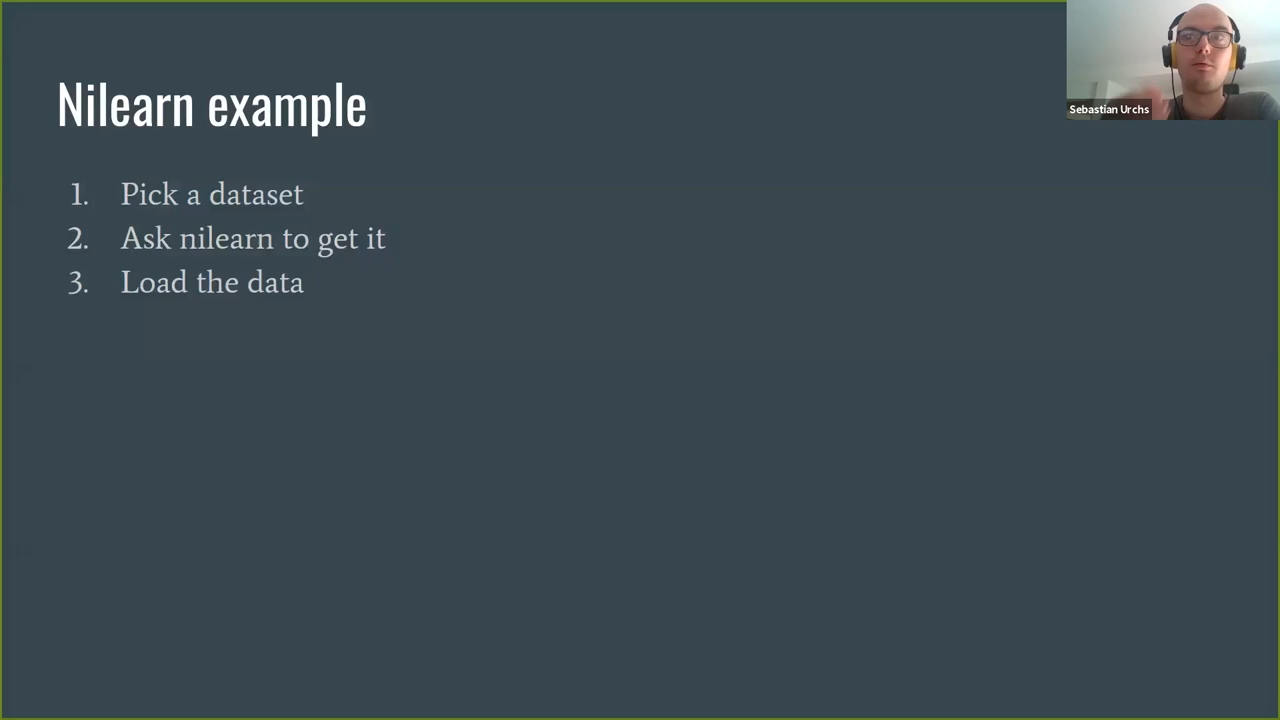 Nilearn example
1. Pick a dataset
2. Ask nilearn to get it
3. Load the data
Sebastian Urchs